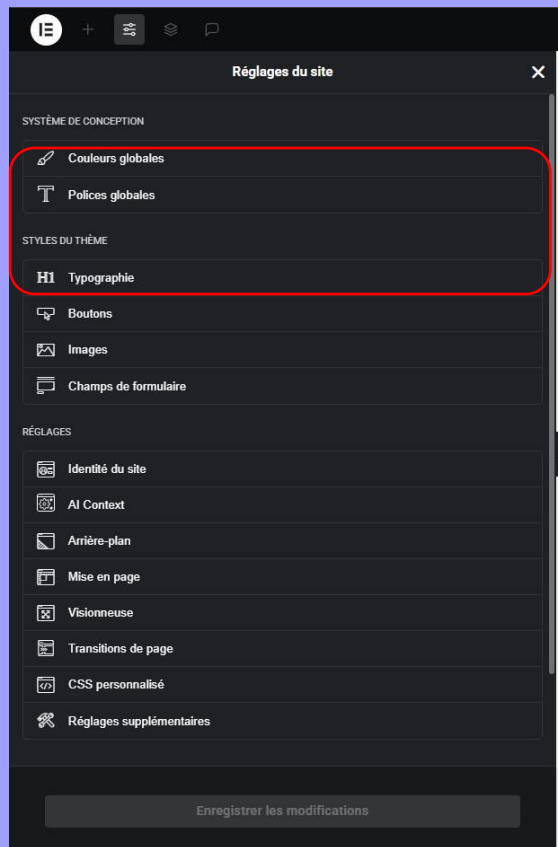 Réglages du site
SYSTÈME DE CONCEPTION
Couleurs globales
Polices globales
STYLES DU THÈME
H1 Typographie
Boutons
Images
Champs de formulaire
RÉGLAGES
Identité du site
AI Context
Arrière-plan
Mise en page
Visionneuse
Transitions de page
CSS personnalisé
Réglages supplémentaires
Enregistrer les modifications